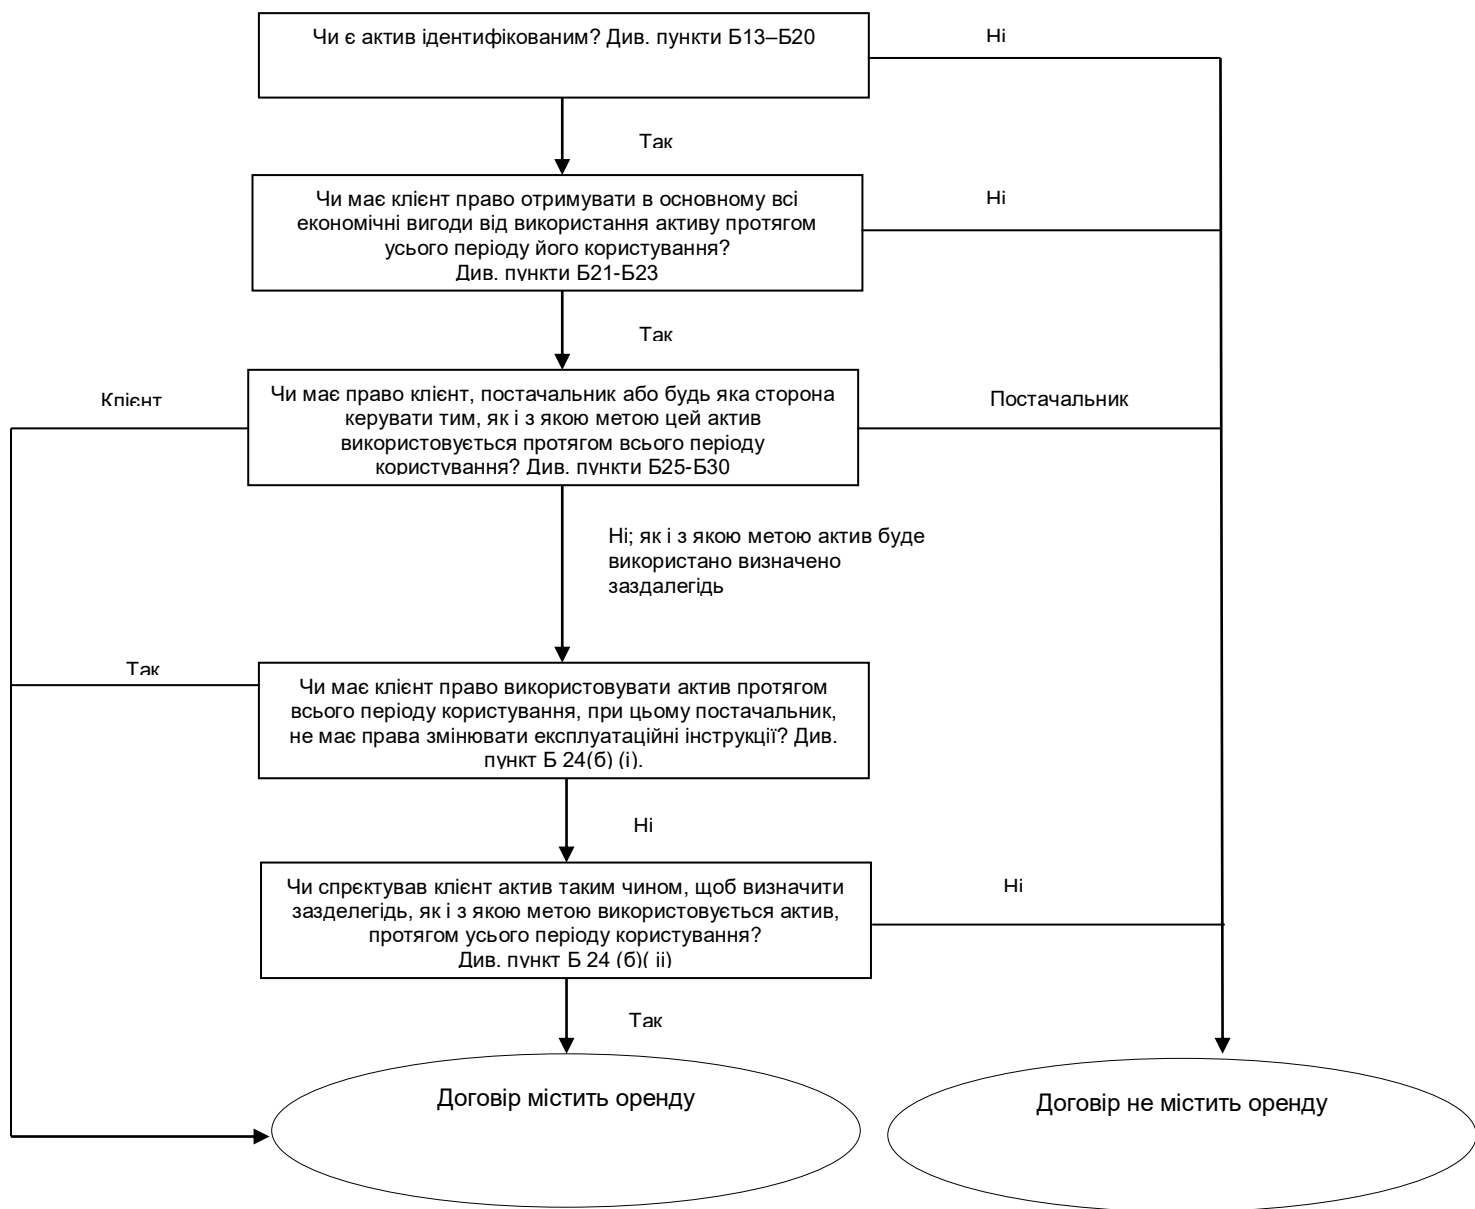 Чи є актив ідентифікованим? Див. пункти Б13–Б20
Ні
Так
Чи має клієнт право отримувати в основному всі
економічні вигоди від використання активу протягом
усього періоду його користування?
Див. пункти Б21-Б23
Ні
Так
Клієнт
Чи має право клієнт, постачальник або будь яка сторона
керувати тим, як і з якою метою цей актив
використовується протягом всього періоду
користування? Див. пункти Б25-Б30
Постачальник
Ні; як і з якою метою актив буде
використано визначено
заздалегідь
Так
Чи має клієнт право використовувати актив протягом
всього періоду користування, при цьому постачальник,
не має права змінювати експлуатаційні інструкції? Див.
пункт Б 24(б) (і).
Ні
Чи спрєктував клієнт актив таким чином, щоб визначити
зазделегідь, як і з якою метою використовується актив,
протягом усього періоду користування?
Див. пункт Б 24 (б)( іі)
Ні
Так
Договір містить оренду
Договір не містить оренду